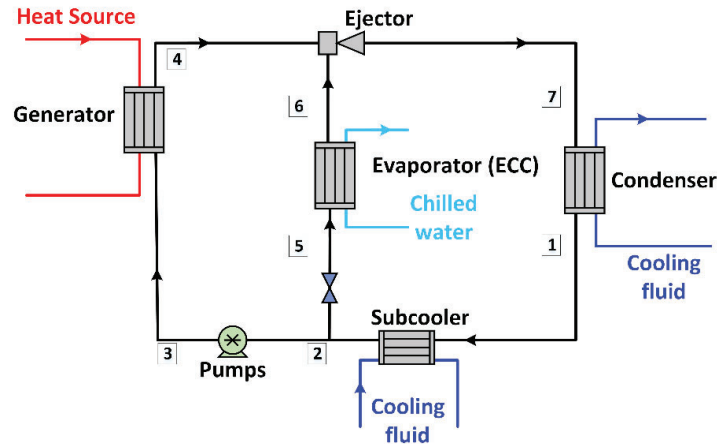 Heat Source
Ejector
4
7
6
Generator
Evaporator (ECC)
Condenser
Chilled
water
5
1
Cooling
fluid
Subcooler
3
2
Pumps
Cooling
fluid